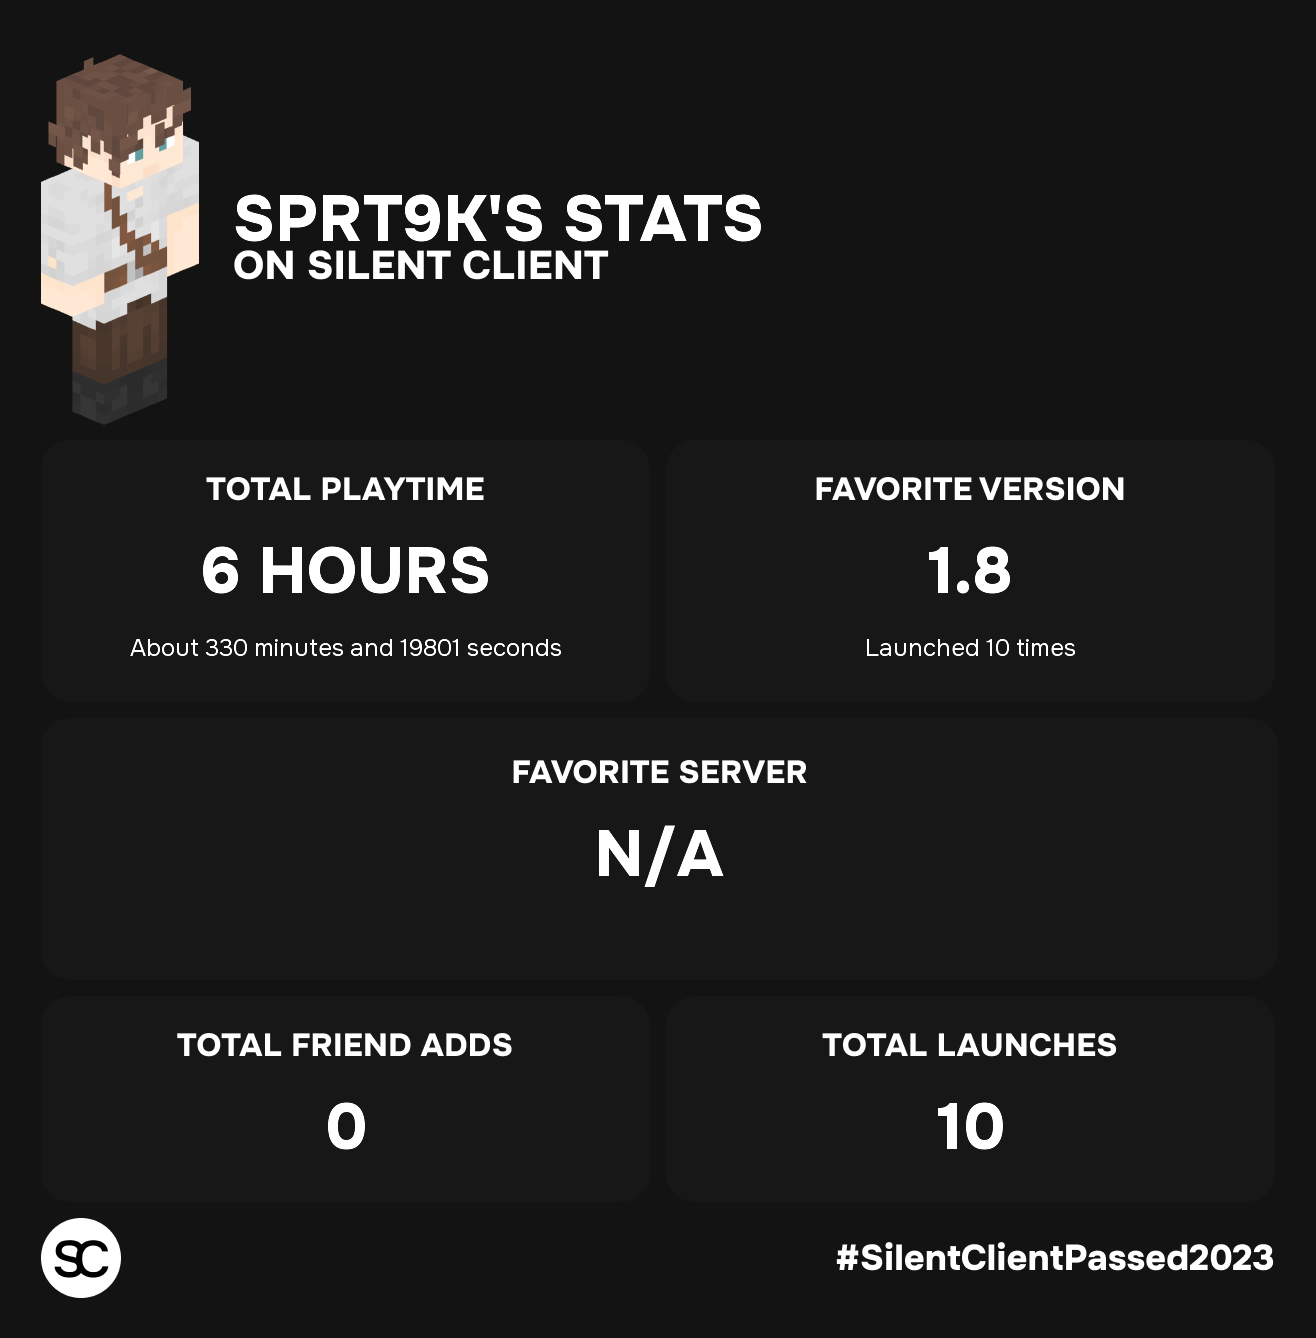 SPRT9K'S STATS
ON SILENT CLIENT
TOTAL PLAYTIME
6 HOURS
About 330 minutes and 19801 seconds
FAVORITE VERSION
1.8
Launched 10 times
FAVORITE SERVER
N/A
TOTAL FRIEND ADDS
0
TOTAL LAUNCHES
10
SC
#SilentClientPassed2023